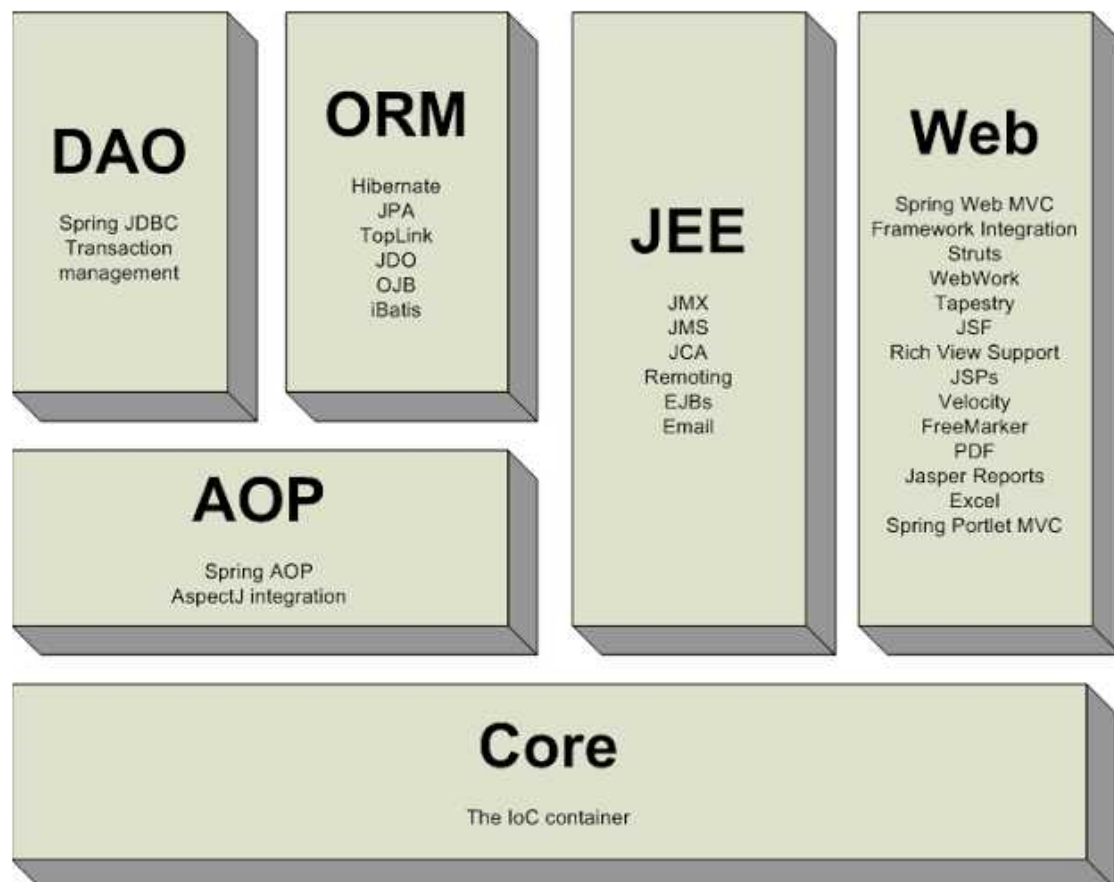 DAO
Spring JDBC
Transaction
management
ORM
Hibernate
JPA
TopLink
JDO
OJB
iBatis
JEE
JMX
JMS
JCA
Remoting
EJBs
Email
Web
Spring Web MVC
Framework Integration
Struts
WebWork
Tapestry
JSF
Rich View Support
JSPs
Velocity
FreeMarker
PDF
Jasper Reports
Excel
Spring Portlet MVC
AOP
Spring AOP
AspectJ integration
Core
The IoC container